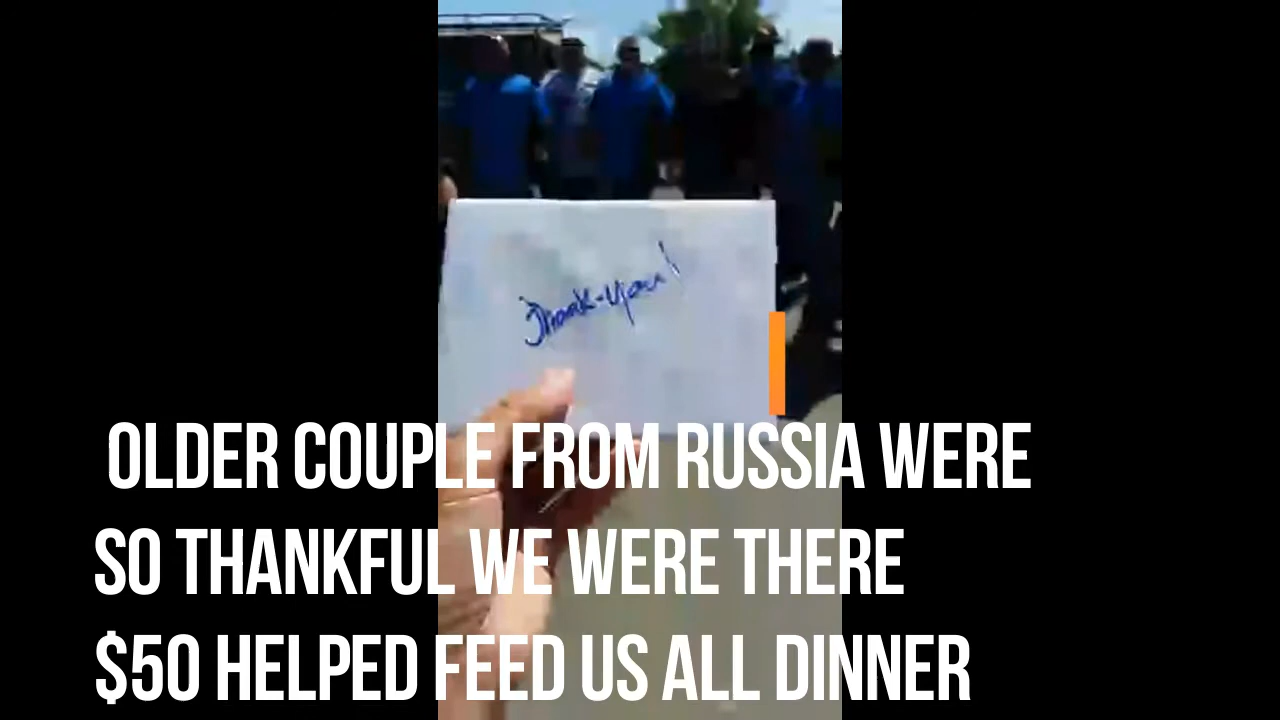 Thank-you!
OLDER COUPLE FROM RUSSIA WERE
SO THANKFUL WE WERE THERE
$50 HELPED FEED US ALL DINNER